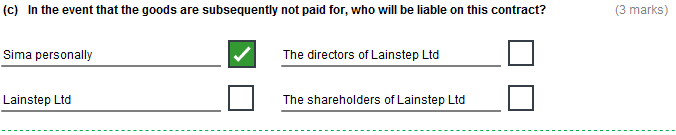 (c) In the event that the goods are subsequently not paid for, who will be liable on this contract? (3 marks)
Sima personally The directors of Lainstep Ltd
Lainstep Ltd The shareholders of Lainstep Ltd